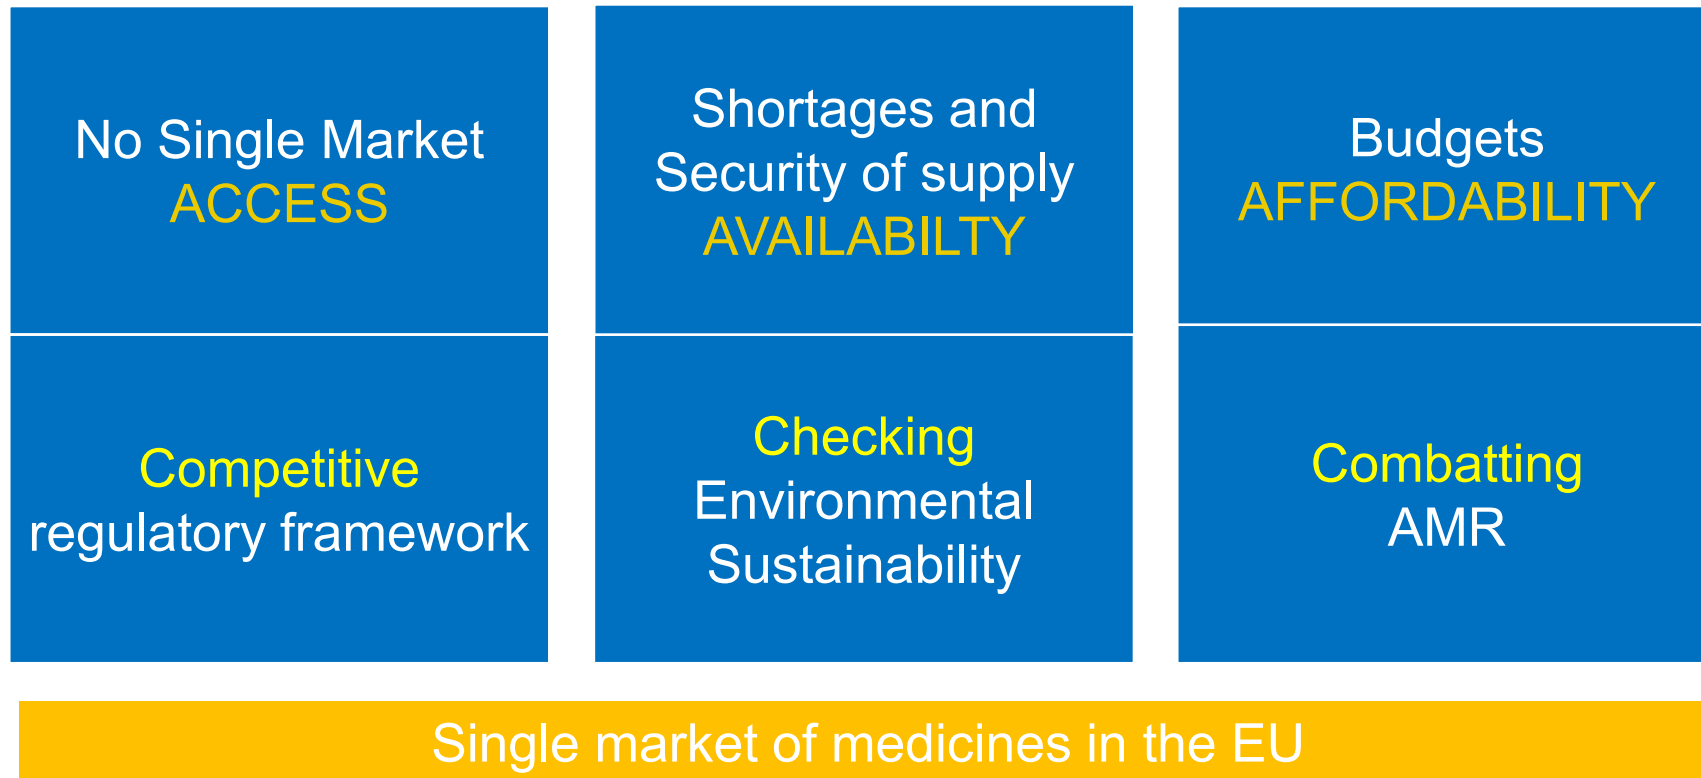 No Single Market
ACCESS
Shortages and
Security of supply
AVAILABILTY
Budgets
AFFORDABILITY
Competitive
regulatory framework
Checking
Environmental
Sustainability
Combatting
AMR
Single market of medicines in the EU